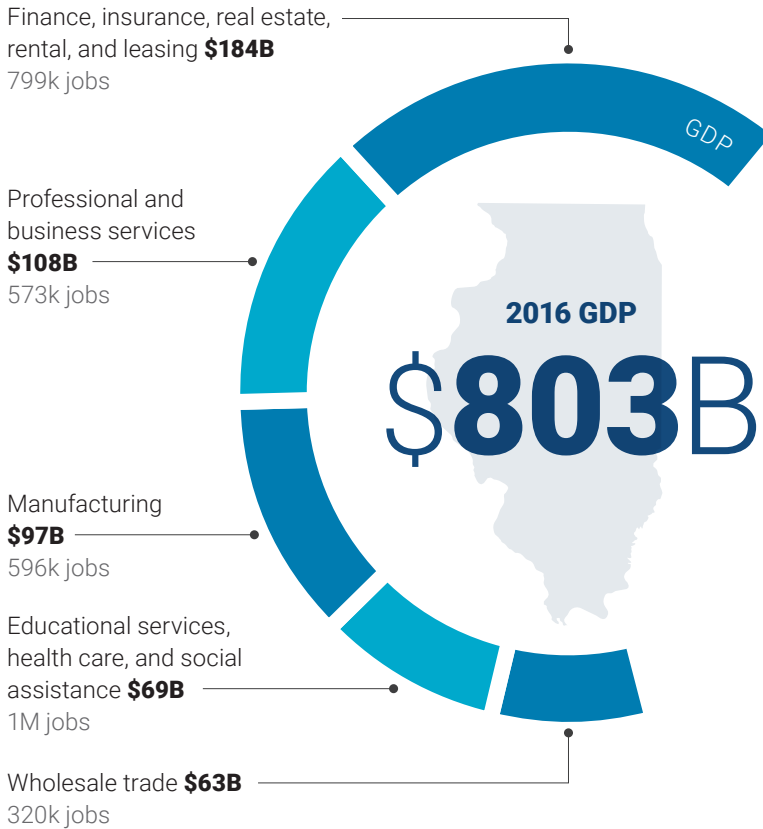 Finance, insurance, real estate,
rental, and leasing $184B
799k jobs
GDP
Professional and
business services
$108B
573k jobs
2016 GDP
$803B
Manufacturing
$97B
596k jobs
Educational services,
health care, and social
assistance $69B
1M jobs
Wholesale trade $63B
320k jobs